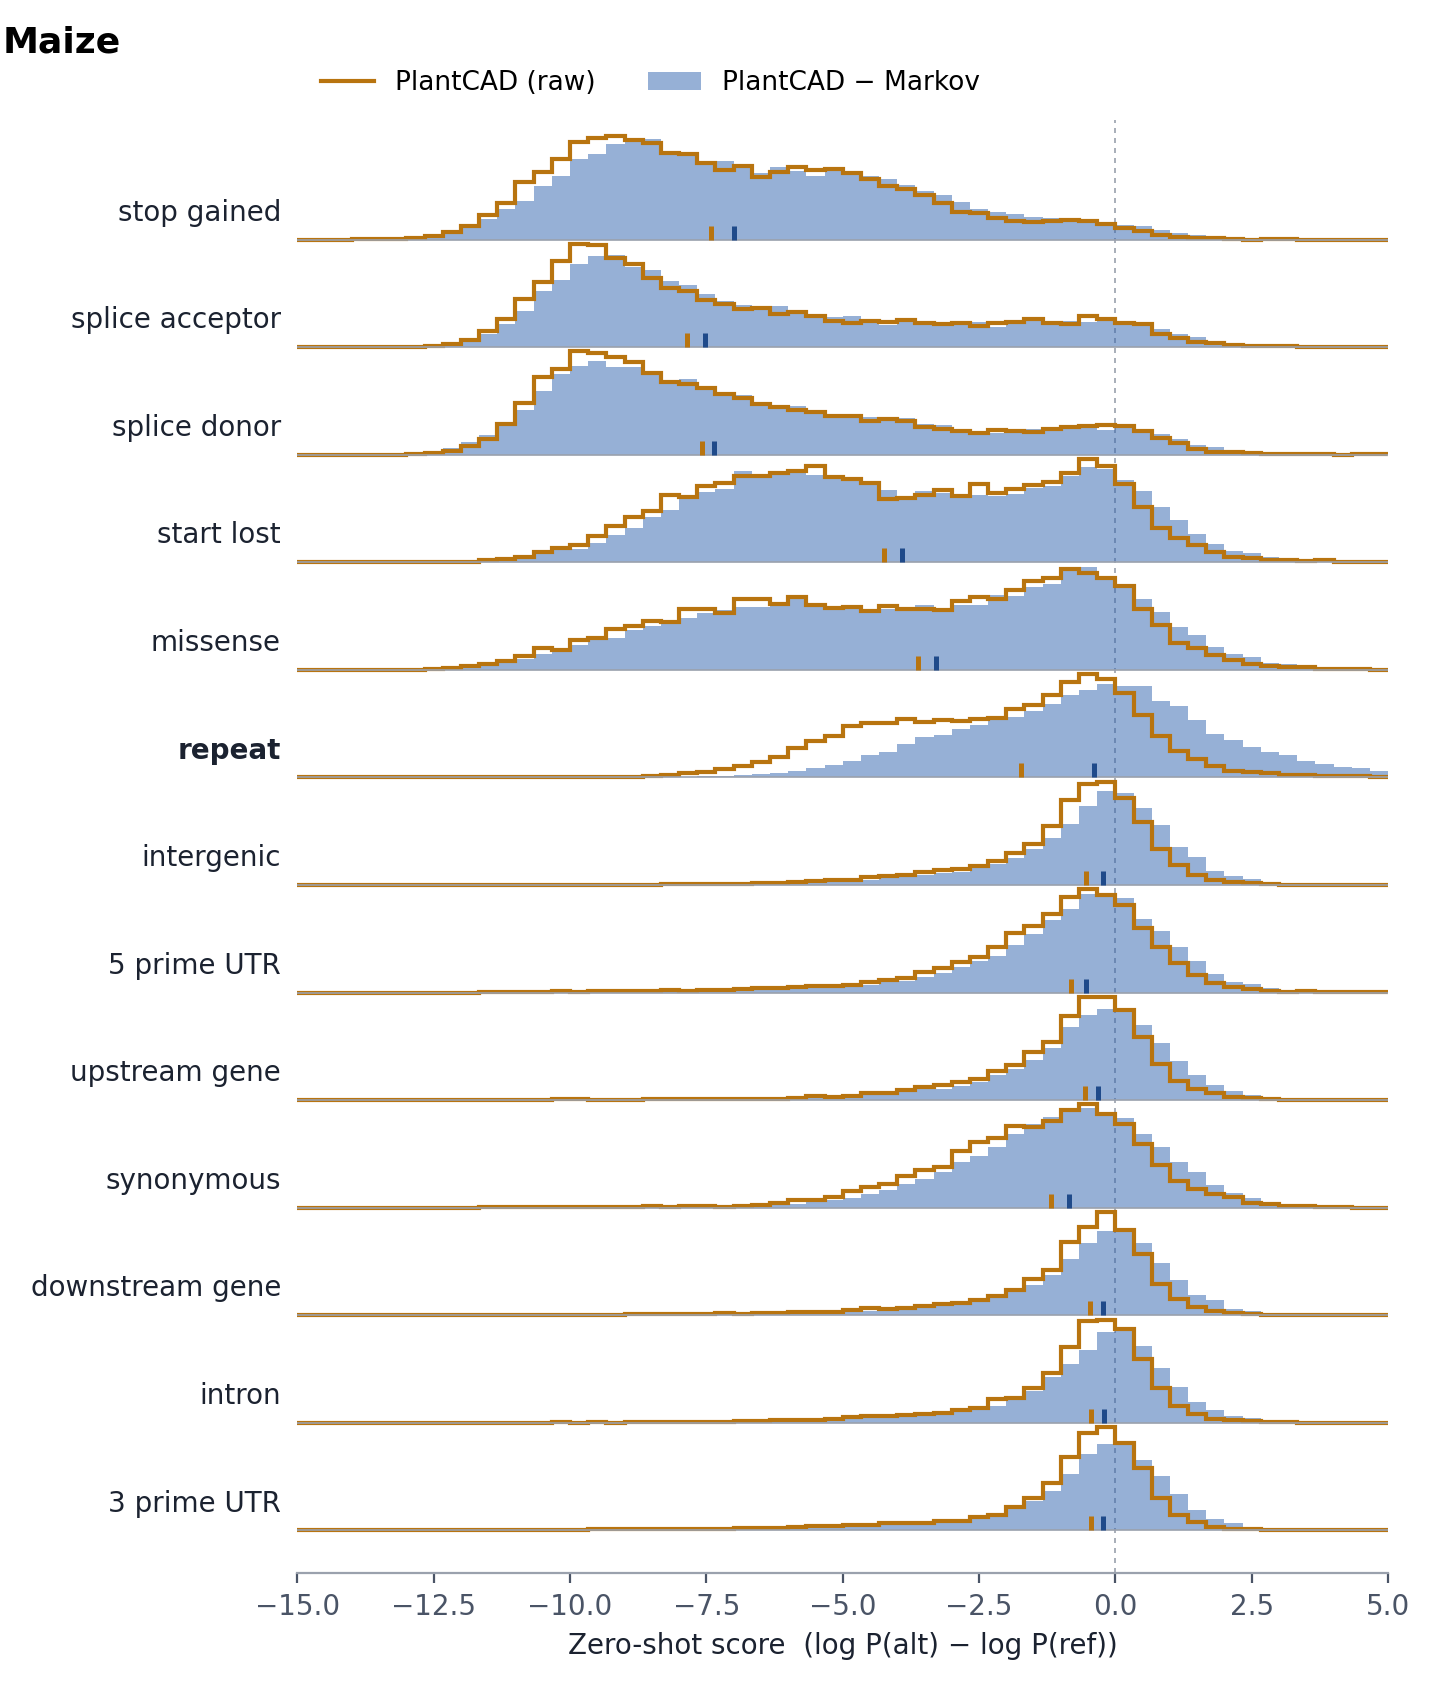 Maize
PlantCAD (raw)
PlantCAD − Markov
stop gained
splice acceptor
splice donor
start lost
missense
repeat
intergenic
5 prime UTR
upstream gene
synonymous
downstream gene
intron
3 prime UTR
−15.0 −12.5 −10.0 −7.5 −5.0 −2.5 0.0 2.5 5.0
Zero-shot score (log P(alt) − log P(ref))